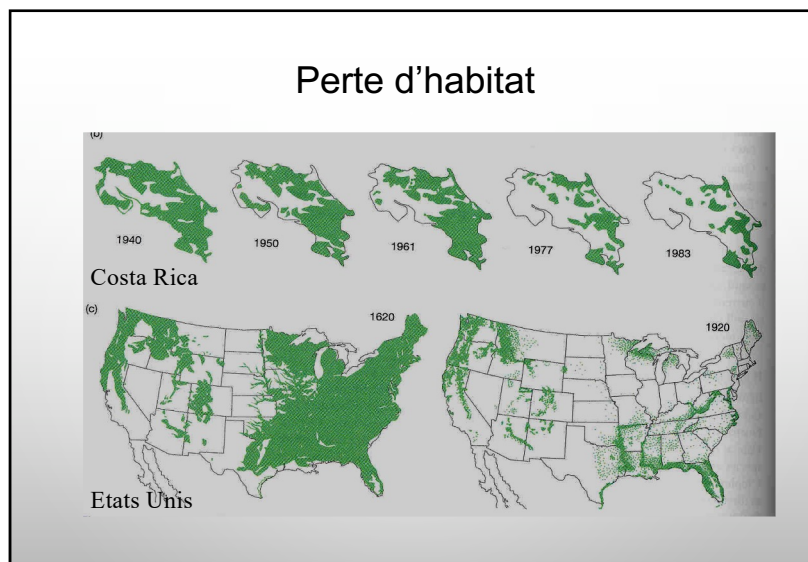 Perte d’habitat
(b)
1940
1950
1961
1977
1983
Costa Rica
(c)
1620
1920
Etats Unis